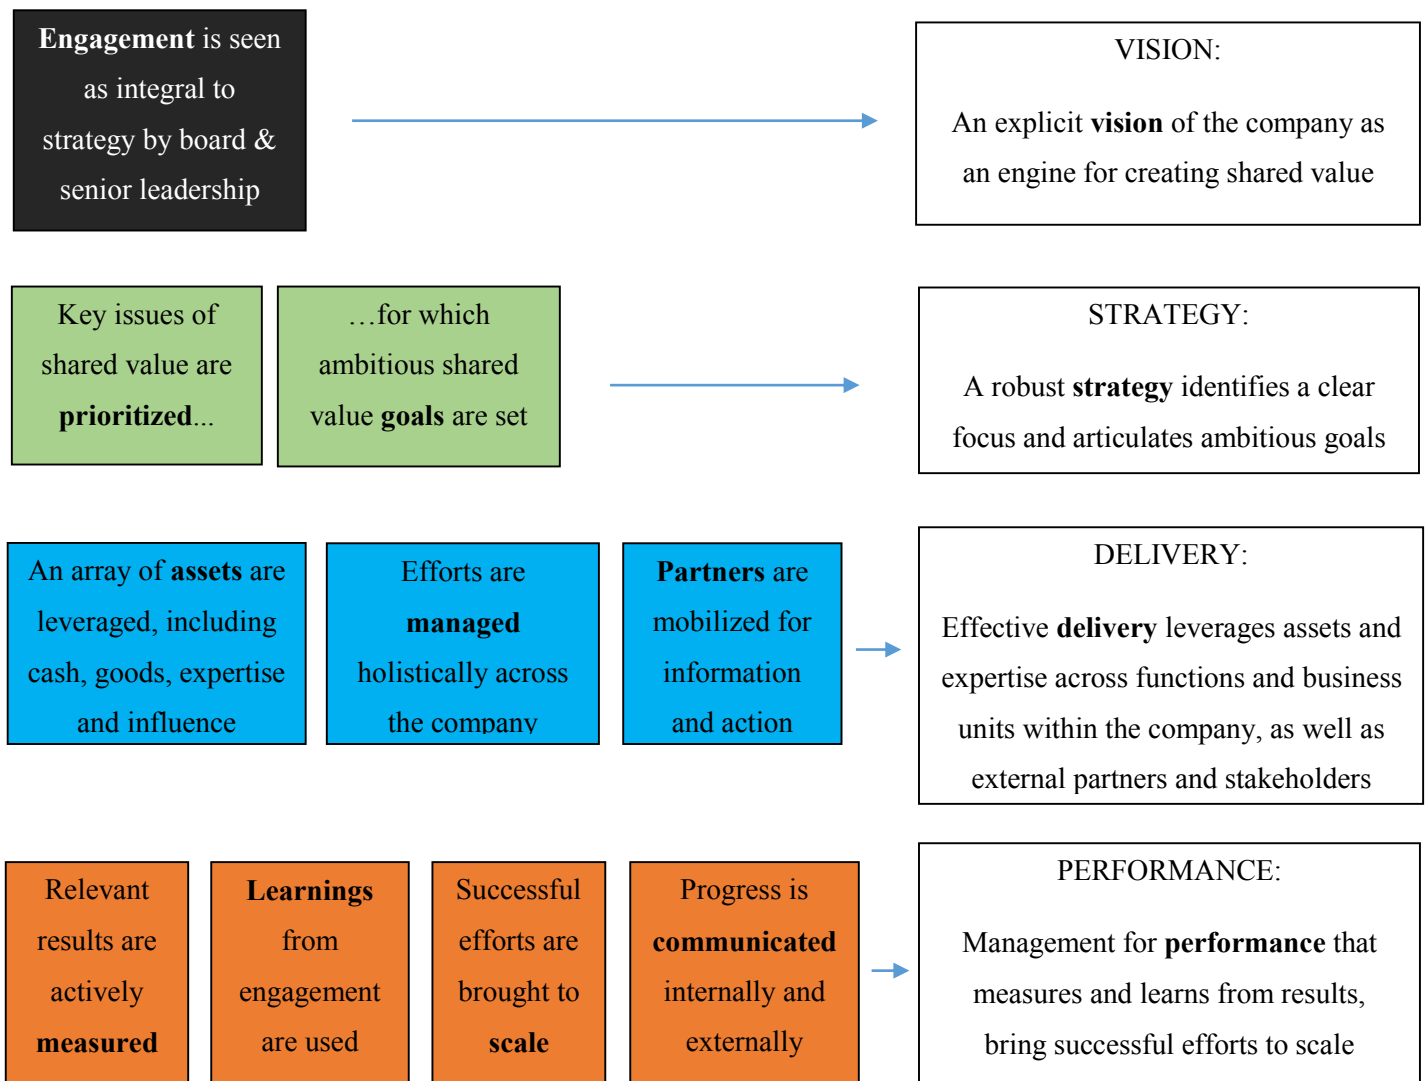 Engagement is seen
as integral to
strategy by board &
senior leadership
VISION:
An explicit vision of the company as
an engine for creating shared value
Key issues of
shared value are
prioritized...
…for which
ambitious shared
value goals are set
STRATEGY:
A robust strategy identifies a clear
focus and articulates ambitious goals
An array of assets are
leveraged, including
cash, goods, expertise
and influence
Efforts are
managed
holistically across
the company
Partners are
mobilized for
information
and action
DELIVERY:
Effective delivery leverages assets and
expertise across functions and business
units within the company, as well as
external partners and stakeholders
Relevant
results are
actively
measured
Learnings
from
engagement
are used
Successful
efforts are
brought to
scale
Progress is
communicated
internally and
externally
PERFORMANCE:
Management for performance that
measures and learns from results,
bring successful efforts to scale